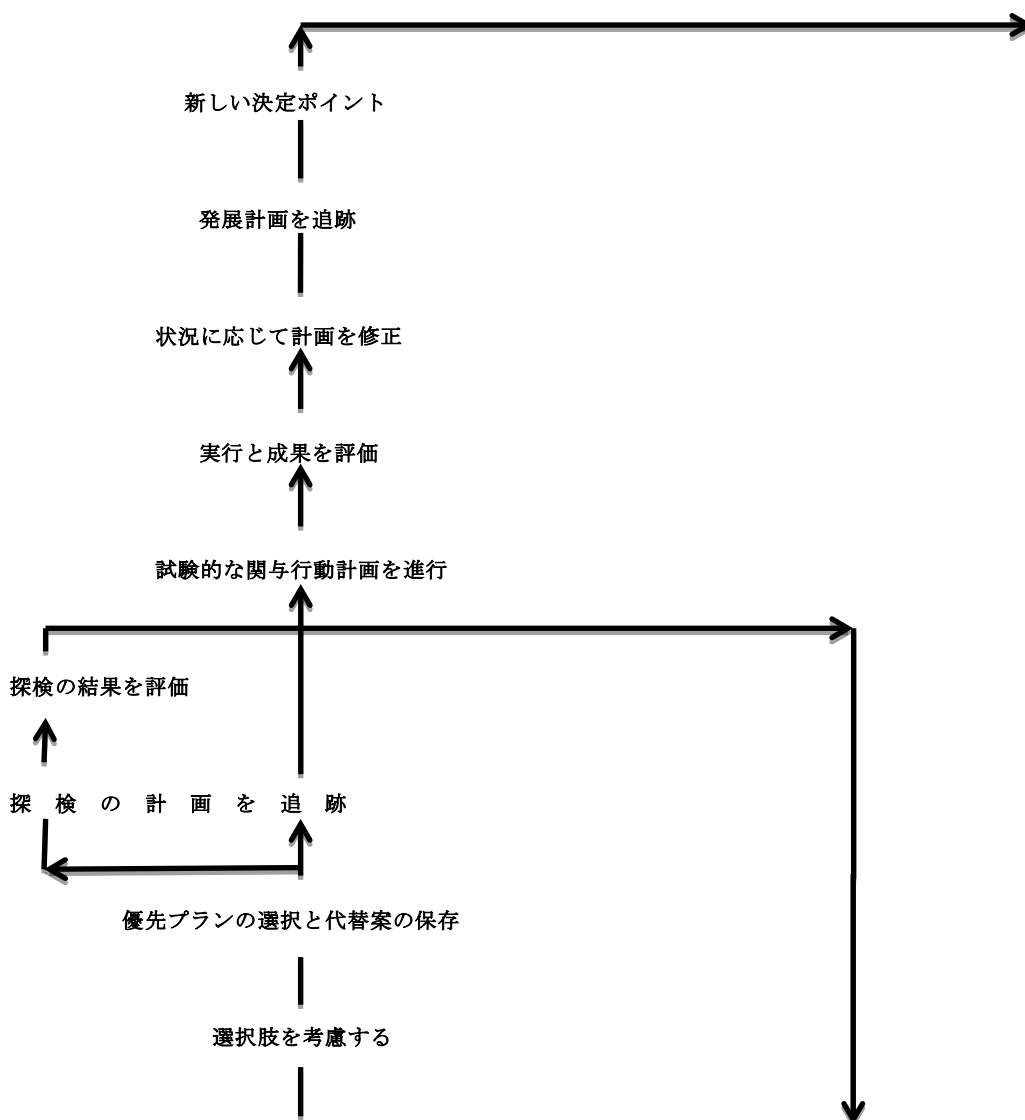 新しい決定ポイント
発展計画を追跡
状況に応じて計画を修正
実行と成果を評価
試験的な関与行動計画を進行
探検の結果を評価
探検の計画を追跡
優先プランの選択と代替案の保存
選択肢を考慮する